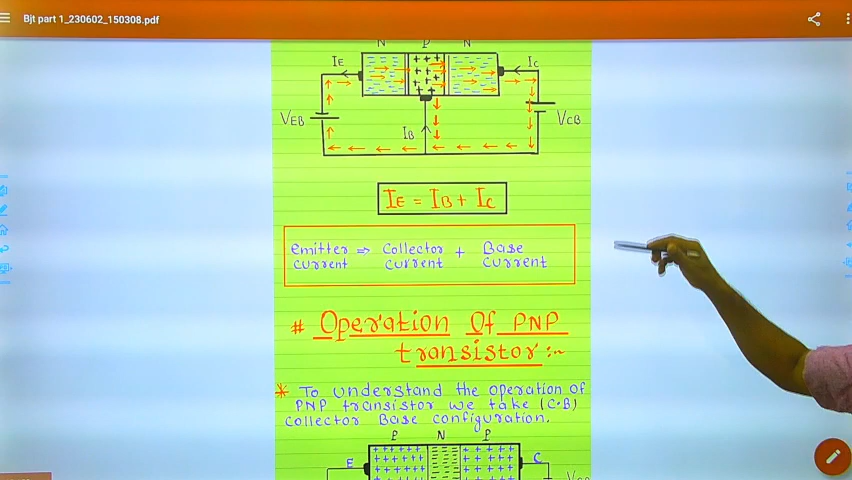 Bjt part 1_230602_150308.pdf
N P N
IE IC
VEB VCB
IB
IE = IB + IC
emitter ⇒ Collector + Base
current current current
# Operation Of PNP
transistor :-
* To understand the operation of
PNP transistor we take (C.B)
Collector Base configuration.
P N P
E C